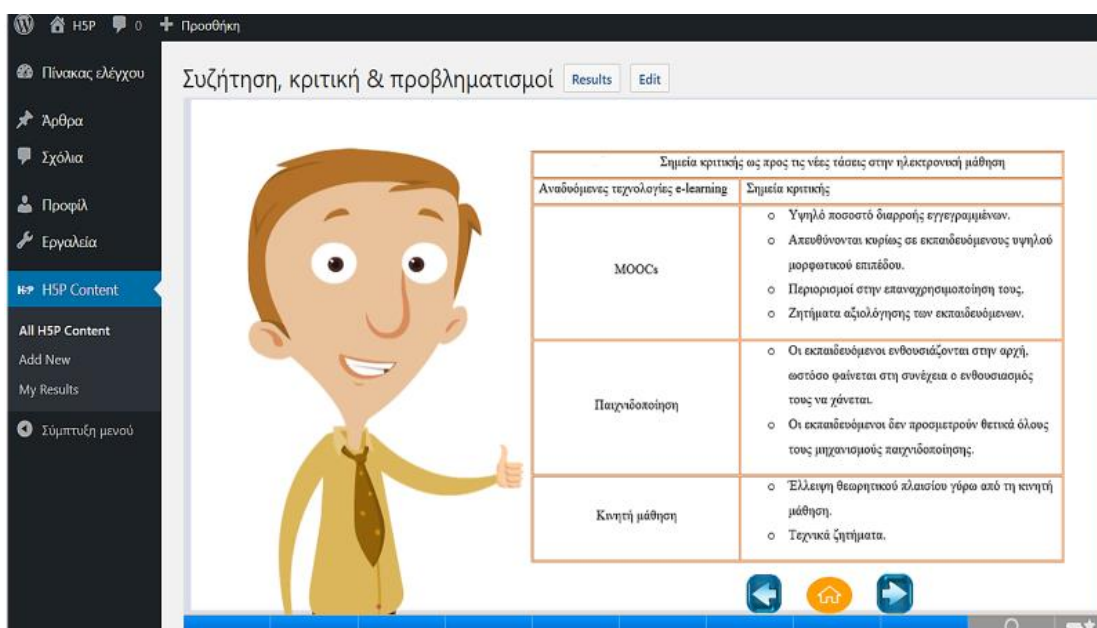 H5P 0 + Προσθήκη
Πίνακας ελέγχου
Άρθρα
Σχόλια
Προφίλ
Εργαλεία
H5P Content
All H5P Content
Add New
My Results
Σύμπτυξη μενού
Συζήτηση, κριτική & προβληματισμοί Results Edit
Σημεία κριτικής ως προς τις νέες τάσεις στην ηλεκτρονική μάθηση
Αναδυόμενες τεχνολογίες e-learning Σημεία κριτικής
MOOCs
o Υψηλό ποσοστό διαρροής εγγεγραμμένων.
o Απευθύνονται κυρίως σε εκπαιδευόμενους υψηλού
μορφωτικού επιπέδου.
o Περιορισμοί στην επαναχρησιμοποίηση τους.
o Ζητήματα αξιολόγησης των εκπαιδευόμενων.
Παιχνιδοποίηση
o Οι εκπαιδευόμενοι ενθουσιάζονται στην αρχή,
ωστόσο φαίνεται στη συνέχεια ο ενθουσιασμός
τους να χάνεται.
o Οι εκπαιδευόμενοι δεν προσμετρούν θετικά όλους
τους μηχανισμούς παιχνιδοποίησης.
Κινητή μάθηση
o Έλλειψη θεωρητικού πλαισίου γύρω από τη κινητή
μάθηση.
o Τεχνικά ζητήματα.